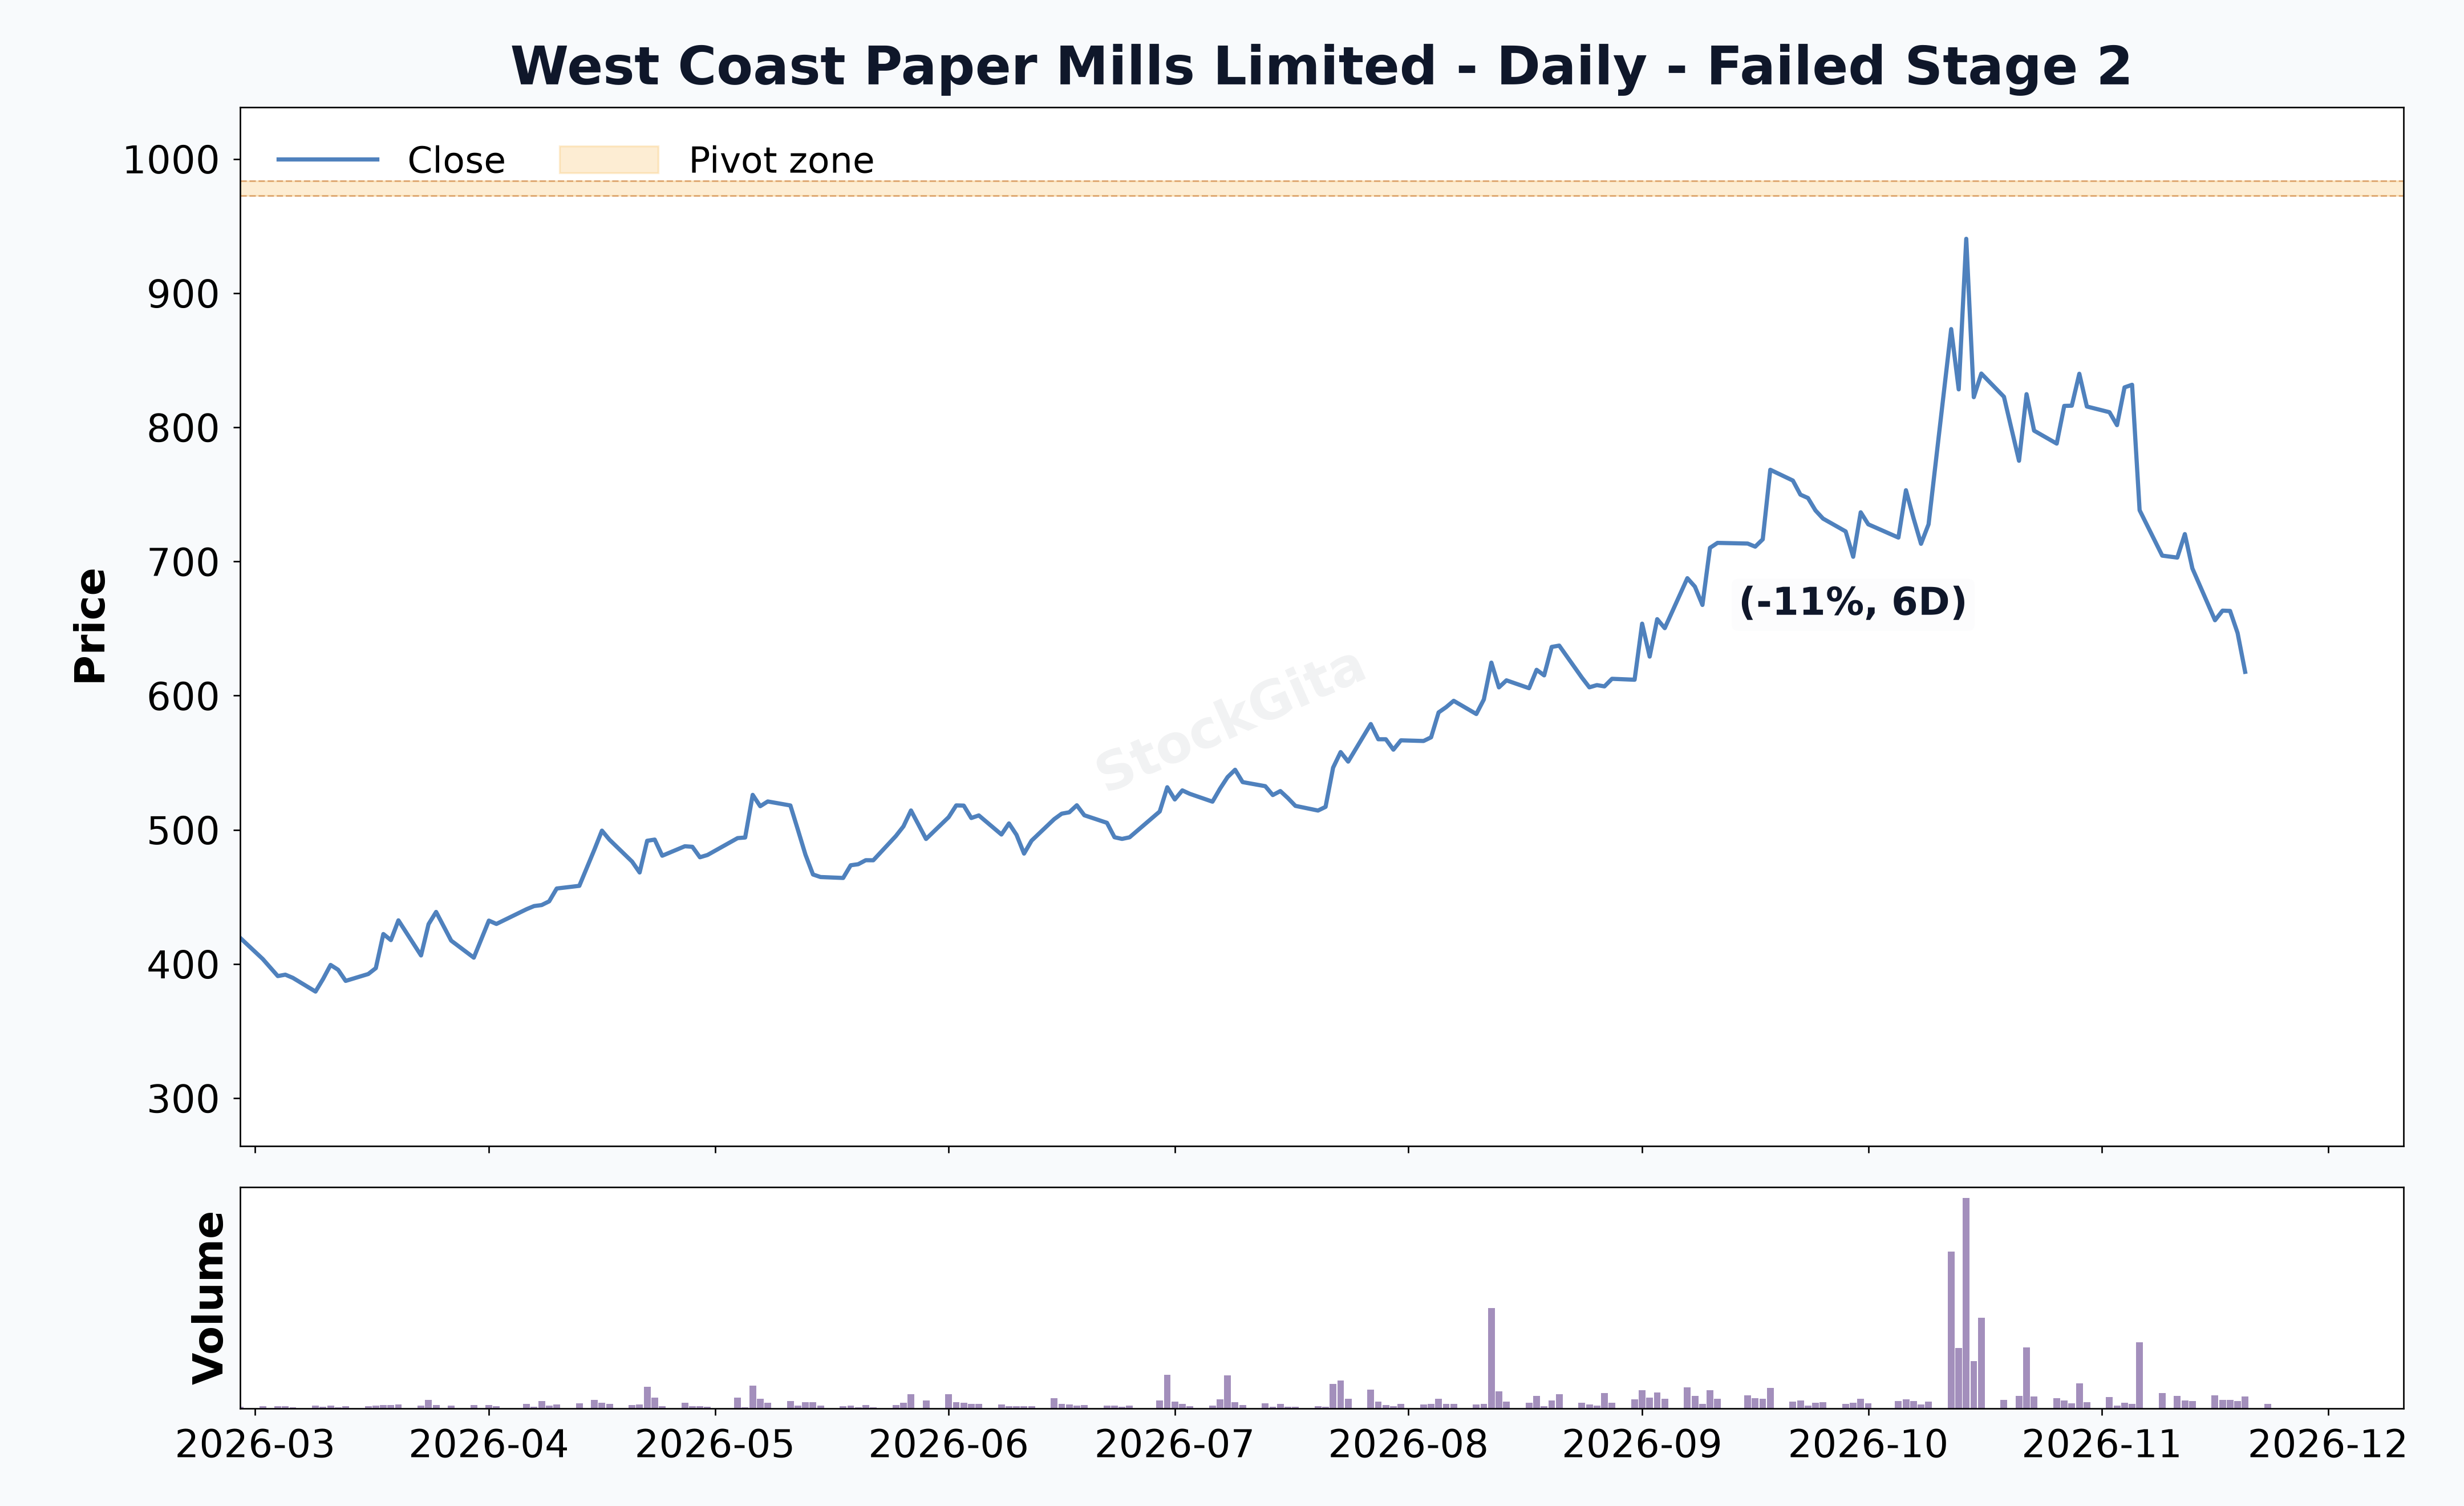 West Coast Paper Mills Limited - Daily - Failed Stage 2
Close
Pivot zone
1000
900
800
700
600
500
400
300
Price
(-11%, 6D)
StockGita
Volume
2026-03
2026-04
2026-05
2026-06
2026-07
2026-08
2026-09
2026-10
2026-11
2026-12